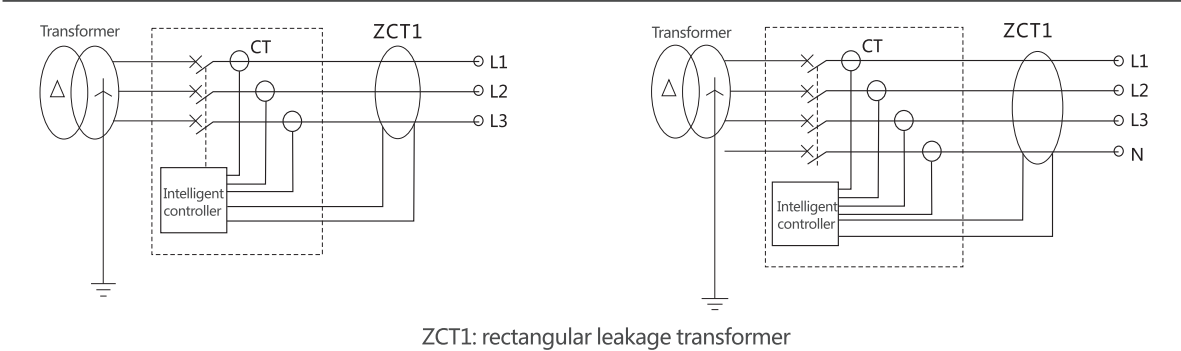 Transformer
CT
ZCT1
L1
L2
L3
Intelligent
controller
Transformer
CT
ZCT1
L1
L2
L3
N
Intelligent
controller
ZCT1: rectangular leakage transformer